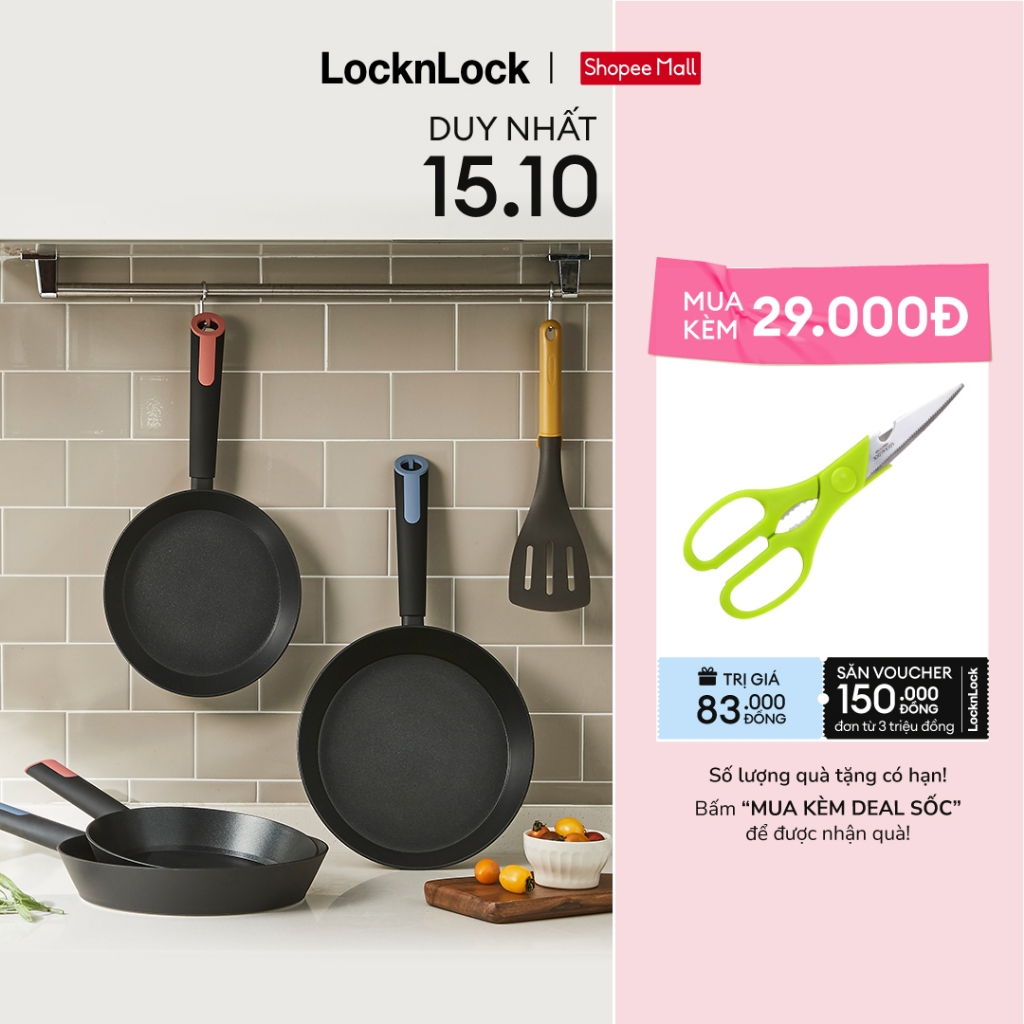 LocknLock | Shopee Mall
DUY NHẤT
15.10
MUA
KÈM
29.000Đ
TRỊ GIÁ
83.000
ĐỒNG
SĂN VOUCHER
150.000
ĐỒNG
đơn từ 3 triệu đồng
LocknLock
Số lượng quà tặng có hạn!
Bấm “MUA KÈM DEAL SỐC”
để được nhận quà!